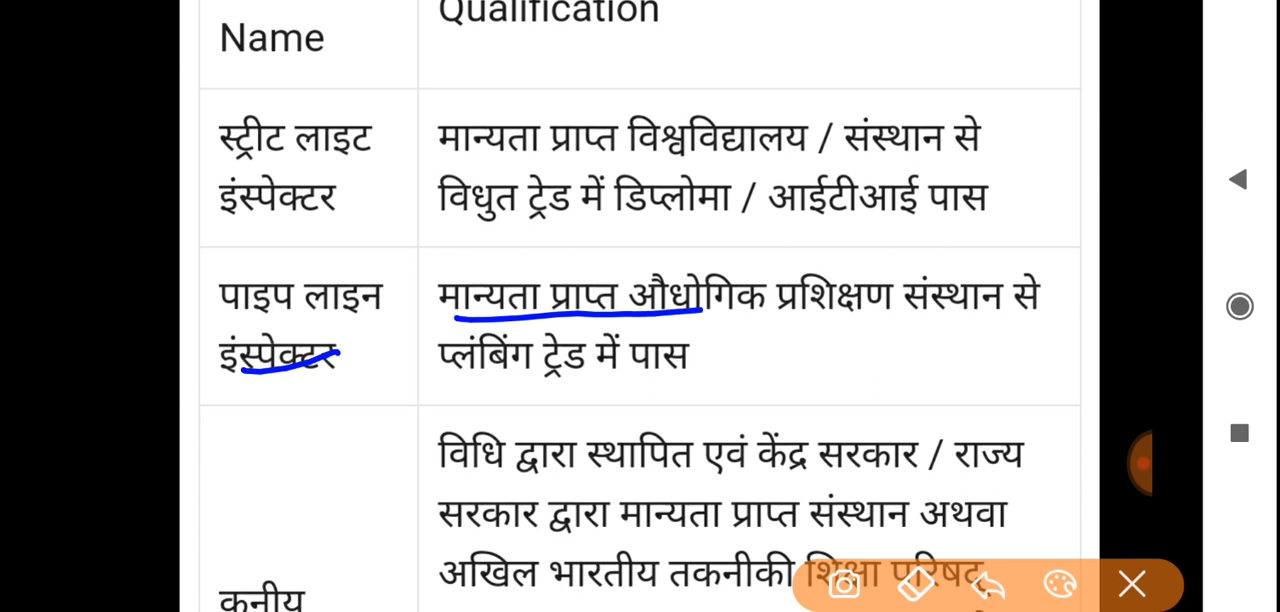 Qualification
Name
स्ट्रीट लाइट
इंस्पेक्टर
मान्यता प्राप्त विश्वविद्यालय / संस्थान से
विधुत ट्रेड में डिप्लोमा / आईटीआई पास
पाइप लाइन
इंस्पेक्टर
मान्यता प्राप्त औधोगिक प्रशिक्षण संस्थान से
प्लंबिंग ट्रेड में पास
विधि द्वारा स्थापित एवं केंद्र सरकार / राज्य
सरकार द्वारा मान्यता प्राप्त संस्थान अथवा
अखिल भारतीय तकनीकी शिक्षा परिषद
कनीय